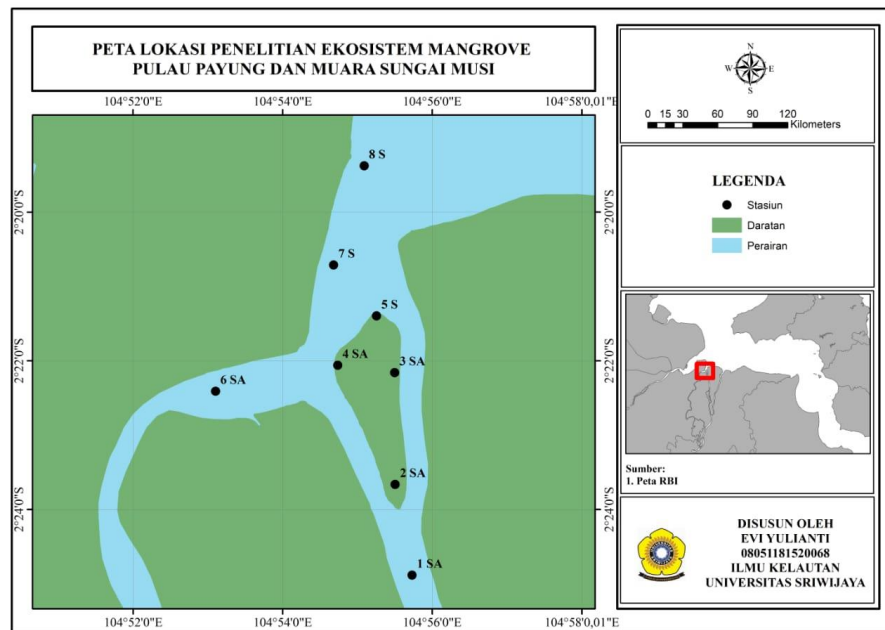 PETA LOKASI PENELITIAN EKOSISTEM MANGROVE
PULAU PAYUNG DAN MUARA SUNGAI MUSI
104°52'0"E 104°54'0"E 104°56'0"E 104°58'0,01"E
8 S
2°20'0"S 2°20'0"S
7 S
5 S
4 SA 3 SA
2°22'0"S 2°22'0"S
6 SA
2 SA
2°24'0"S 2°24'0"S
1 SA
104°52'0"E 104°54'0"E 104°56'0"E 104°58'0,01"E
N
W E
S
0 15 30 60 90 120
Kilometers
LEGENDA
Stasiun
Daratan
Perairan
Sumber:
1. Peta RBI
DISUSUN OLEH
EVI YULIANTI
08051181520068
ILMU KELAUTAN
UNIVERSITAS SRIWIJAYA